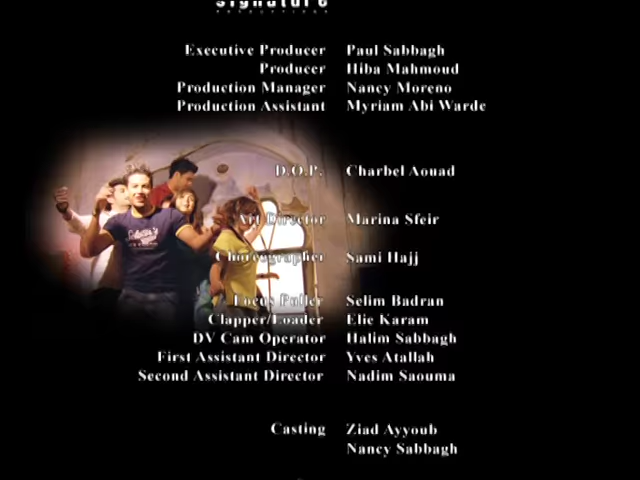 signature
PRODUCTIONS
Executive Producer Paul Sabbagh
Producer Hiba Mahmoud
Production Manager Nancy Moreno
Production Assistant Myriam Abi Warde
D.O.P. Charbel Aouad
Art Director Marina Sfeir
Choreographer Sami Hajj
Focus Puller Selim Badran
Clapper/Loader Elie Karam
DV Cam Operator Halim Sabbagh
First Assistant Director Yves Atallah
Second Assistant Director Nadim Saouma
Casting Ziad Ayyoub
Nancy Sabbagh